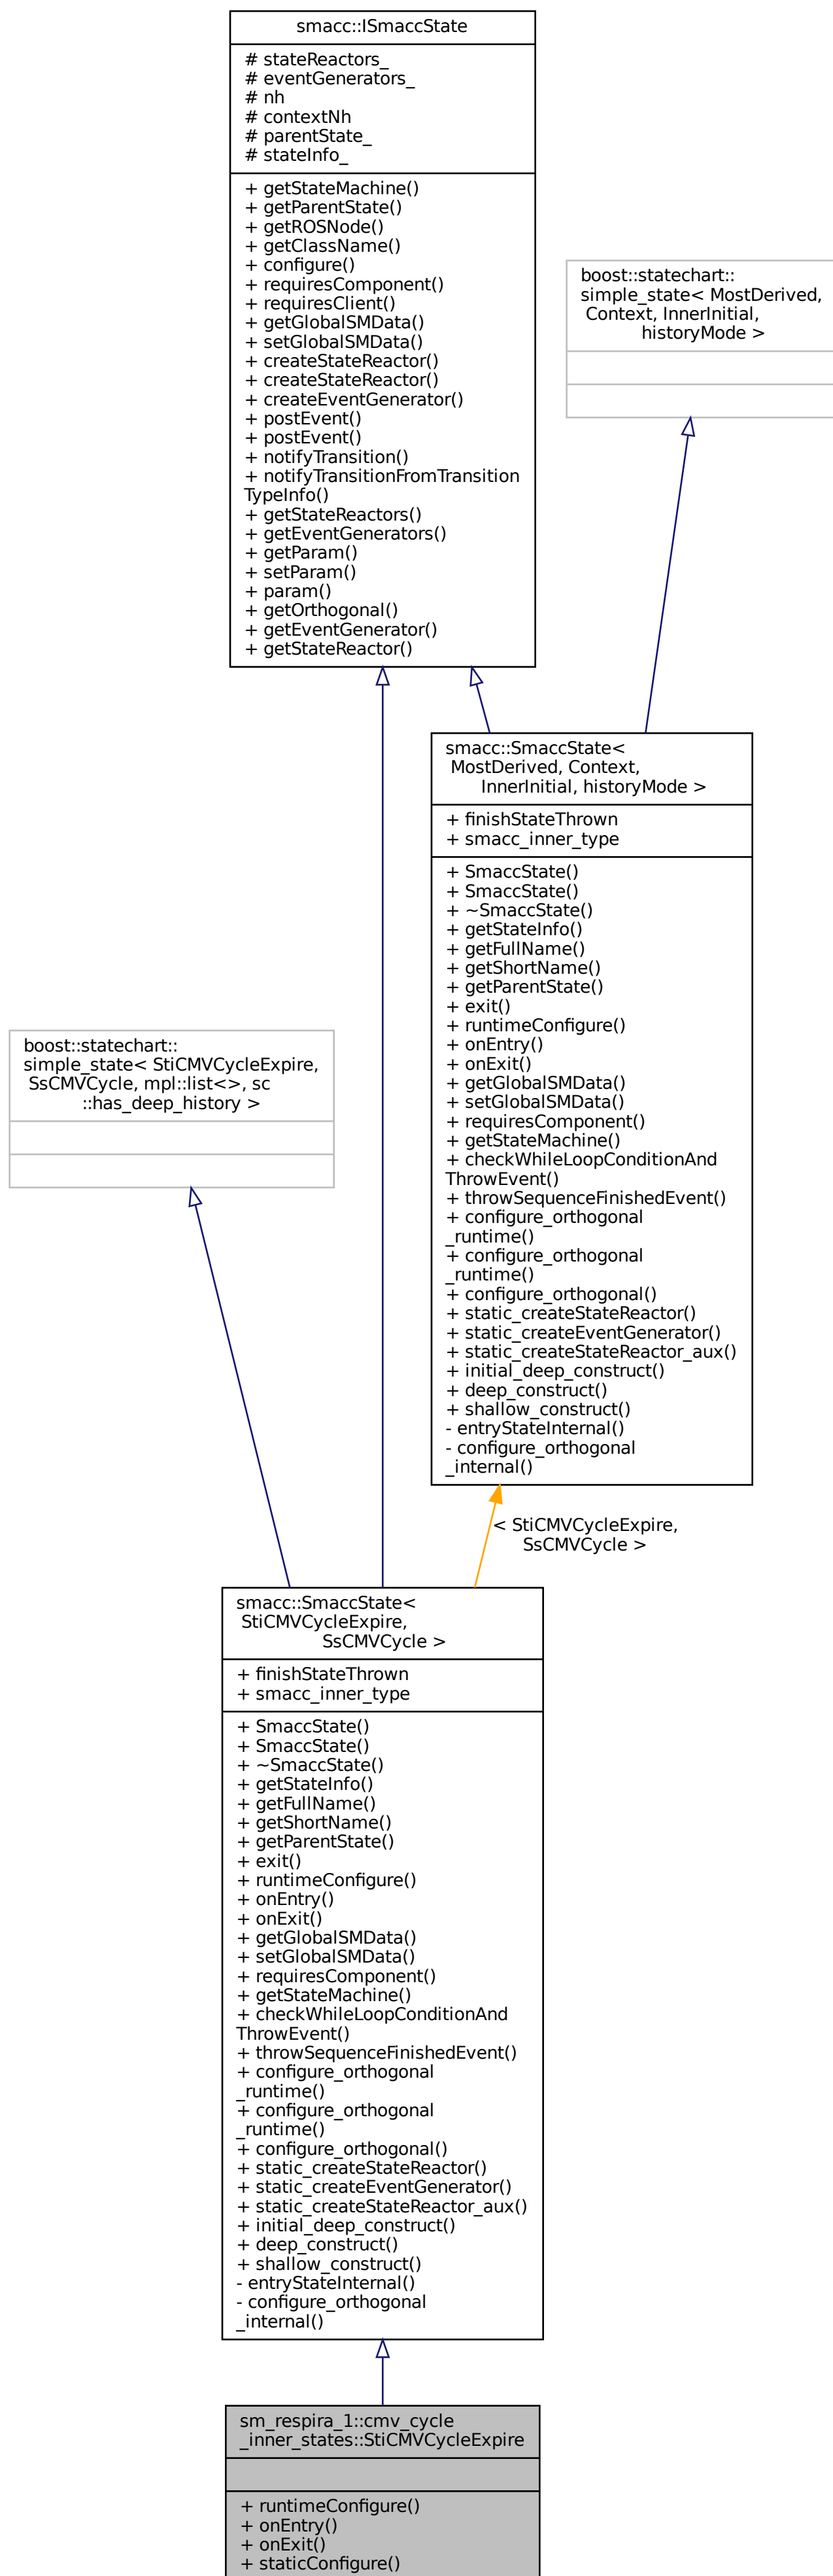 smacc::ISmaccState
# stateReactors_
# eventGenerators_
# nh
# contextNh
# parentState_
# stateInfo_
+ getStateMachine()
+ getParentState()
+ getROSNode()
+ getClassName()
+ configure()
+ requiresComponent()
+ requiresClient()
+ getGlobalSMData()
+ setGlobalSMData()
+ createStateReactor()
+ createStateReactor()
+ createEventGenerator()
+ postEvent()
+ postEvent()
+ notifyTransition()
+ notifyTransitionFromTransition
TypeInfo()
+ getStateReactors()
+ getEventGenerators()
+ getParam()
+ setParam()
+ param()
+ getOrthogonal()
+ getEventGenerator()
+ getStateReactor()
boost::statechart::
simple_state< MostDerived,
Context, InnerInitial,
historyMode >
smacc::SmaccState<
MostDerived, Context,
InnerInitial, historyMode >
+ finishStateThrown
+ smacc_inner_type
+ SmaccState()
+ SmaccState()
+ ~SmaccState()
+ getStateInfo()
+ getFullName()
+ getShortName()
+ getParentState()
+ exit()
+ runtimeConfigure()
+ onEntry()
+ onExit()
+ getGlobalSMData()
+ setGlobalSMData()
+ requiresComponent()
+ getStateMachine()
+ checkWhileLoopConditionAnd
ThrowEvent()
+ throwSequenceFinishedEvent()
+ configure_orthogonal
_runtime()
+ configure_orthogonal
_runtime()
+ configure_orthogonal()
+ static_createStateReactor()
+ static_createEventGenerator()
+ static_createStateReactor_aux()
+ initial_deep_construct()
+ deep_construct()
+ shallow_construct()
- entryStateInternal()
- configure_orthogonal
_internal()
boost::statechart::
simple_state< StiCMVCycleExpire,
SsCMVCycle, mpl::list<>, sc
::has_deep_history >
< StiCMVCycleExpire,
SsCMVCycle >
smacc::SmaccState<
StiCMVCycleExpire,
SsCMVCycle >
+ finishStateThrown
+ smacc_inner_type
+ SmaccState()
+ SmaccState()
+ ~SmaccState()
+ getStateInfo()
+ getFullName()
+ getShortName()
+ getParentState()
+ exit()
+ runtimeConfigure()
+ onEntry()
+ onExit()
+ getGlobalSMData()
+ setGlobalSMData()
+ requiresComponent()
+ getStateMachine()
+ checkWhileLoopConditionAnd
ThrowEvent()
+ throwSequenceFinishedEvent()
+ configure_orthogonal
_runtime()
+ configure_orthogonal
_runtime()
+ configure_orthogonal()
+ static_createStateReactor()
+ static_createEventGenerator()
+ static_createStateReactor_aux()
+ initial_deep_construct()
+ deep_construct()
+ shallow_construct()
- entryStateInternal()
- configure_orthogonal
_internal()
sm_respira_1::cmv_cycle
_inner_states::StiCMVCycleExpire
+ runtimeConfigure()
+ onEntry()
+ onExit()
+ staticConfigure()